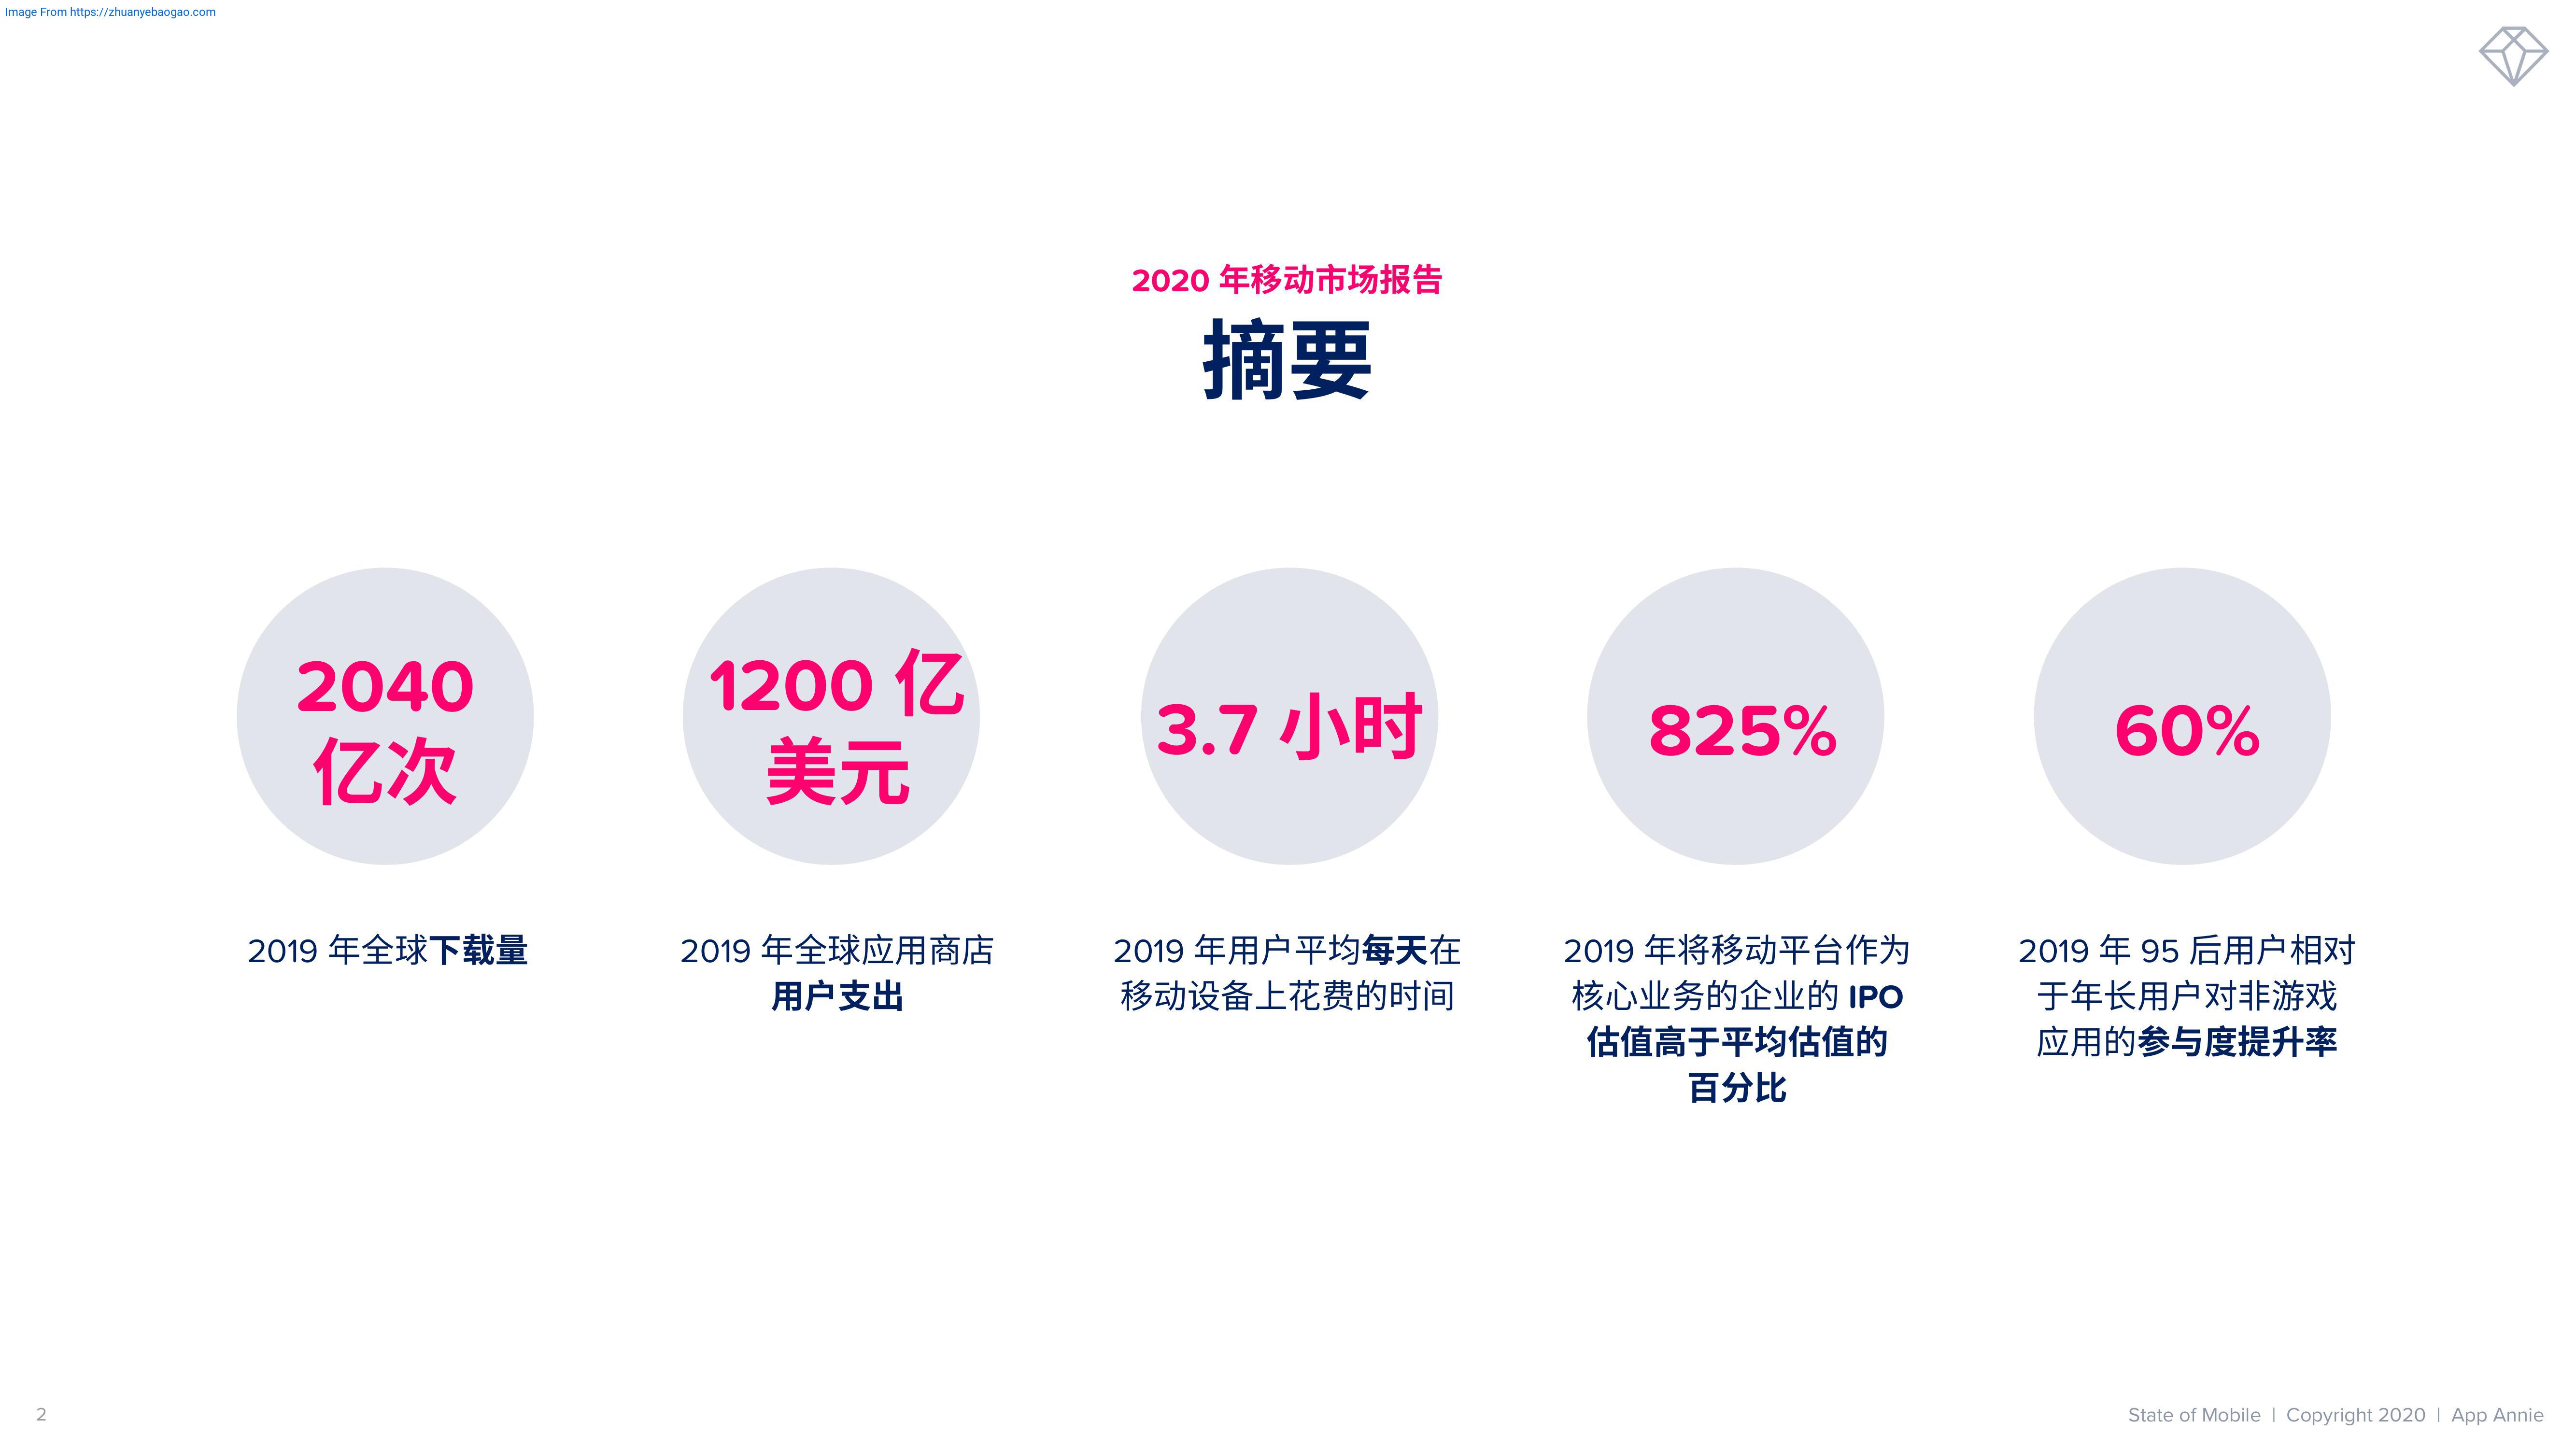 Image From https://zhuanyebaogao.com
2020 年移动市场报告
摘要
2040
亿次
2019 年全球下载量
1200 亿
美元
2019 年全球应用商店
用户支出
3.7 小时
2019 年用户平均每天在
移动设备上花费的时间
825%
2019 年将移动平台作为
核心业务的企业的 IPO
估值高于平均估值的
百分比
60%
2019 年 95 后用户相对
于年长用户对非游戏
应用的参与度提升率
2
State of Mobile | Copyright 2020 | App Annie